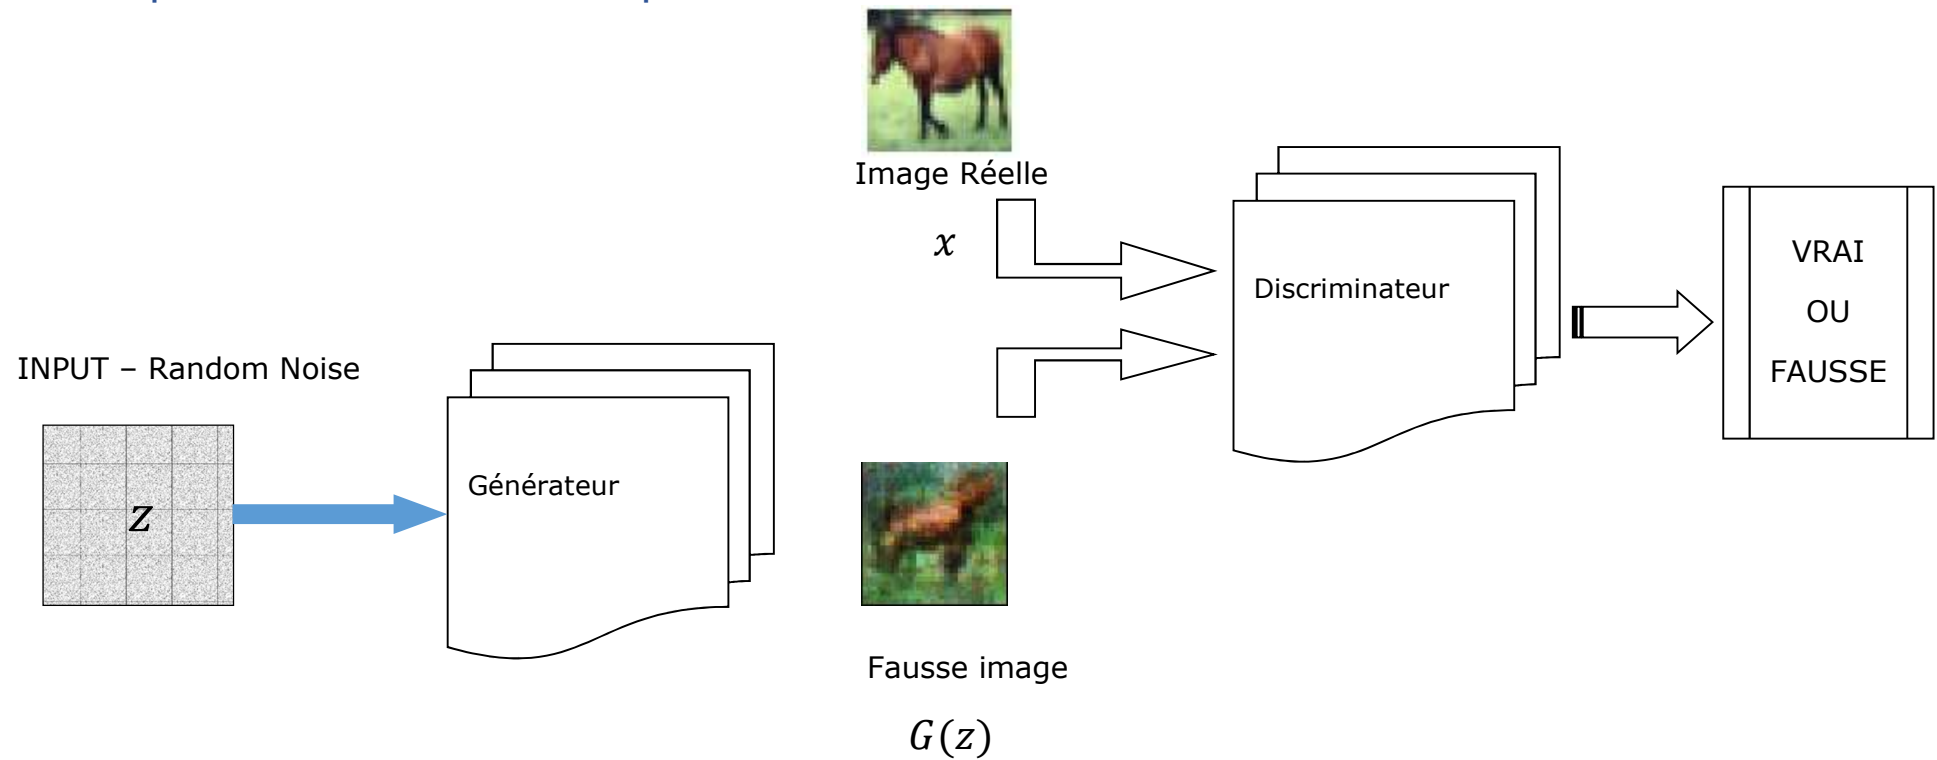 Image Réelle
x
Discriminateur
VRAI
OU
FAUSSE
INPUT – Random Noise
z
Générateur
Fausse image
G(z)